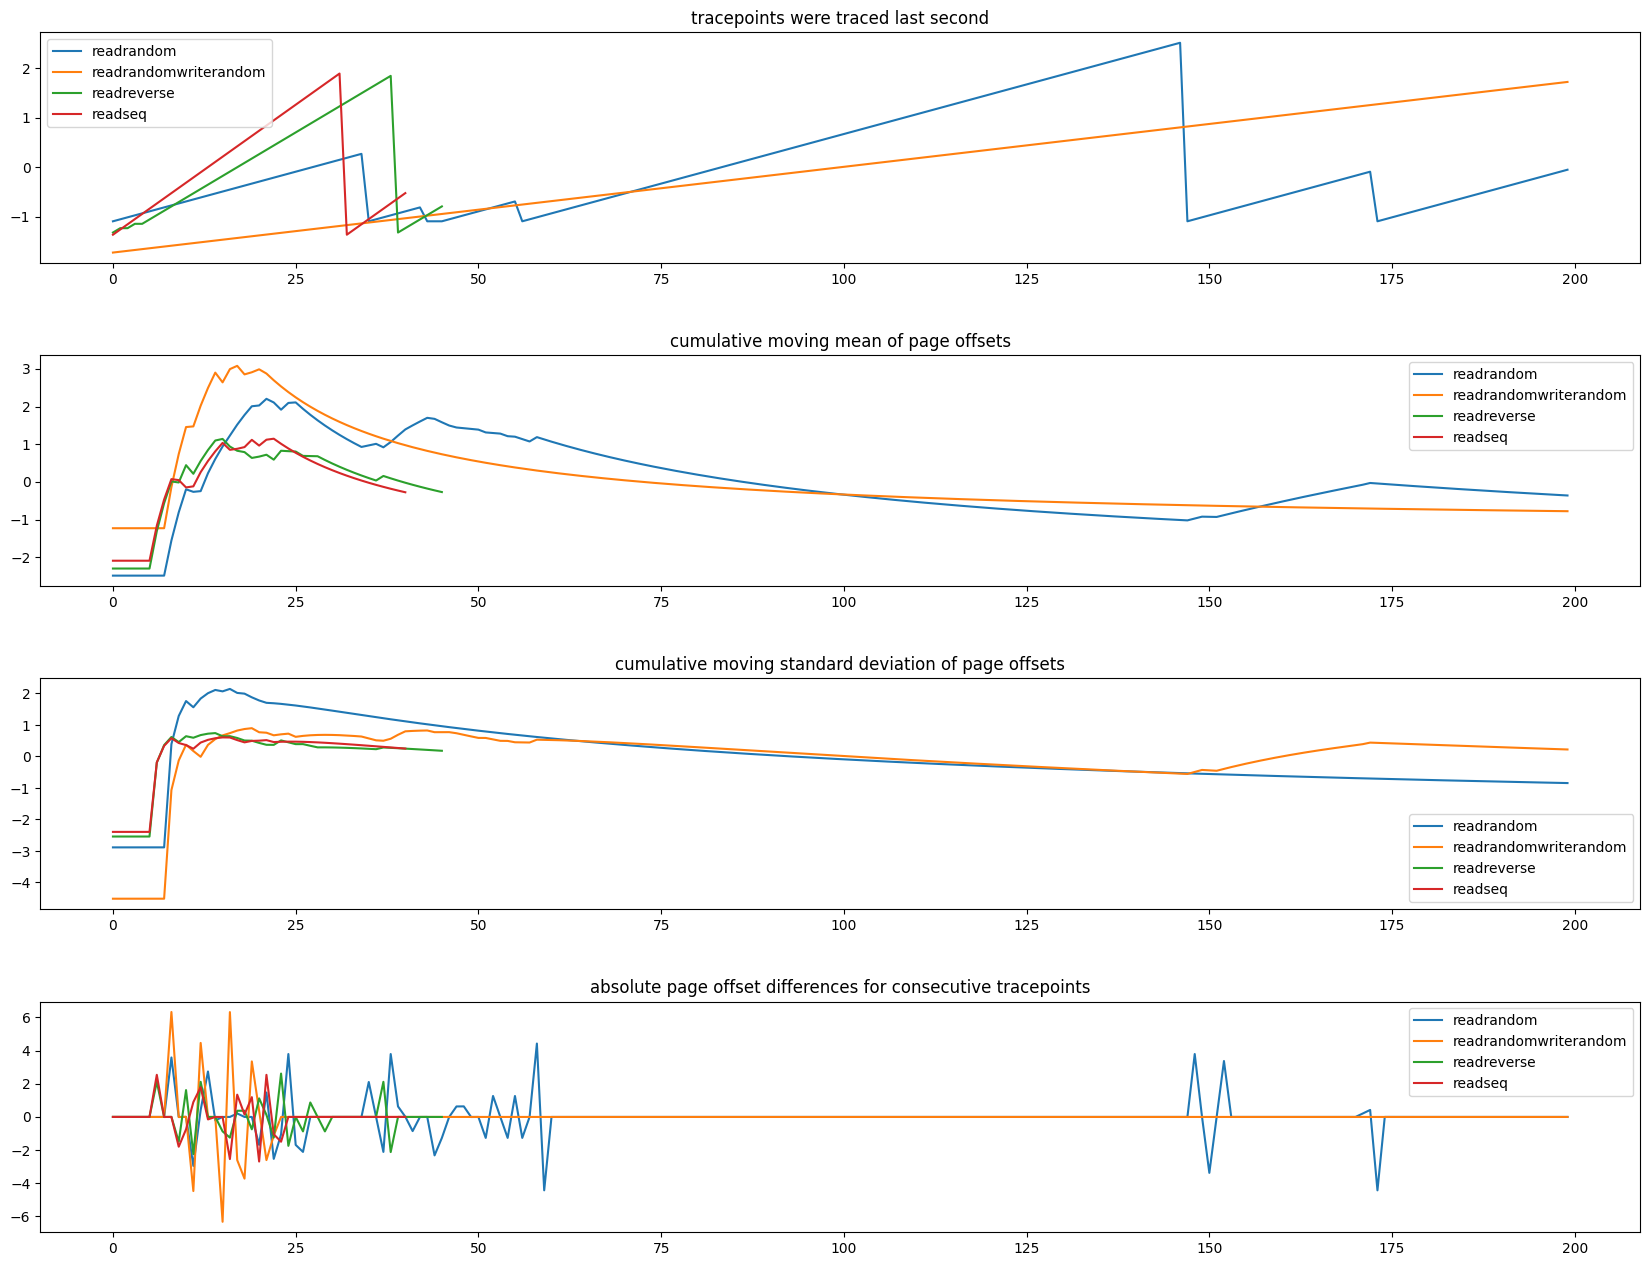 tracepoints were traced last second
readrandom
readrandomwriterandom
readreverse
readseq
2
1
0
−1
0 25 50 75 100 125 150 175 200
cumulative moving mean of page offsets
readrandom
readrandomwriterandom
readreverse
readseq
3
2
1
0
−1
−2
0 25 50 75 100 125 150 175 200
cumulative moving standard deviation of page offsets
2
1
0
−1
−2
−3
−4
readrandom
readrandomwriterandom
readreverse
readseq
0 25 50 75 100 125 150 175 200
absolute page offset differences for consecutive tracepoints
readrandom
readrandomwriterandom
readreverse
readseq
6
4
2
0
−2
−4
−6
0 25 50 75 100 125 150 175 200